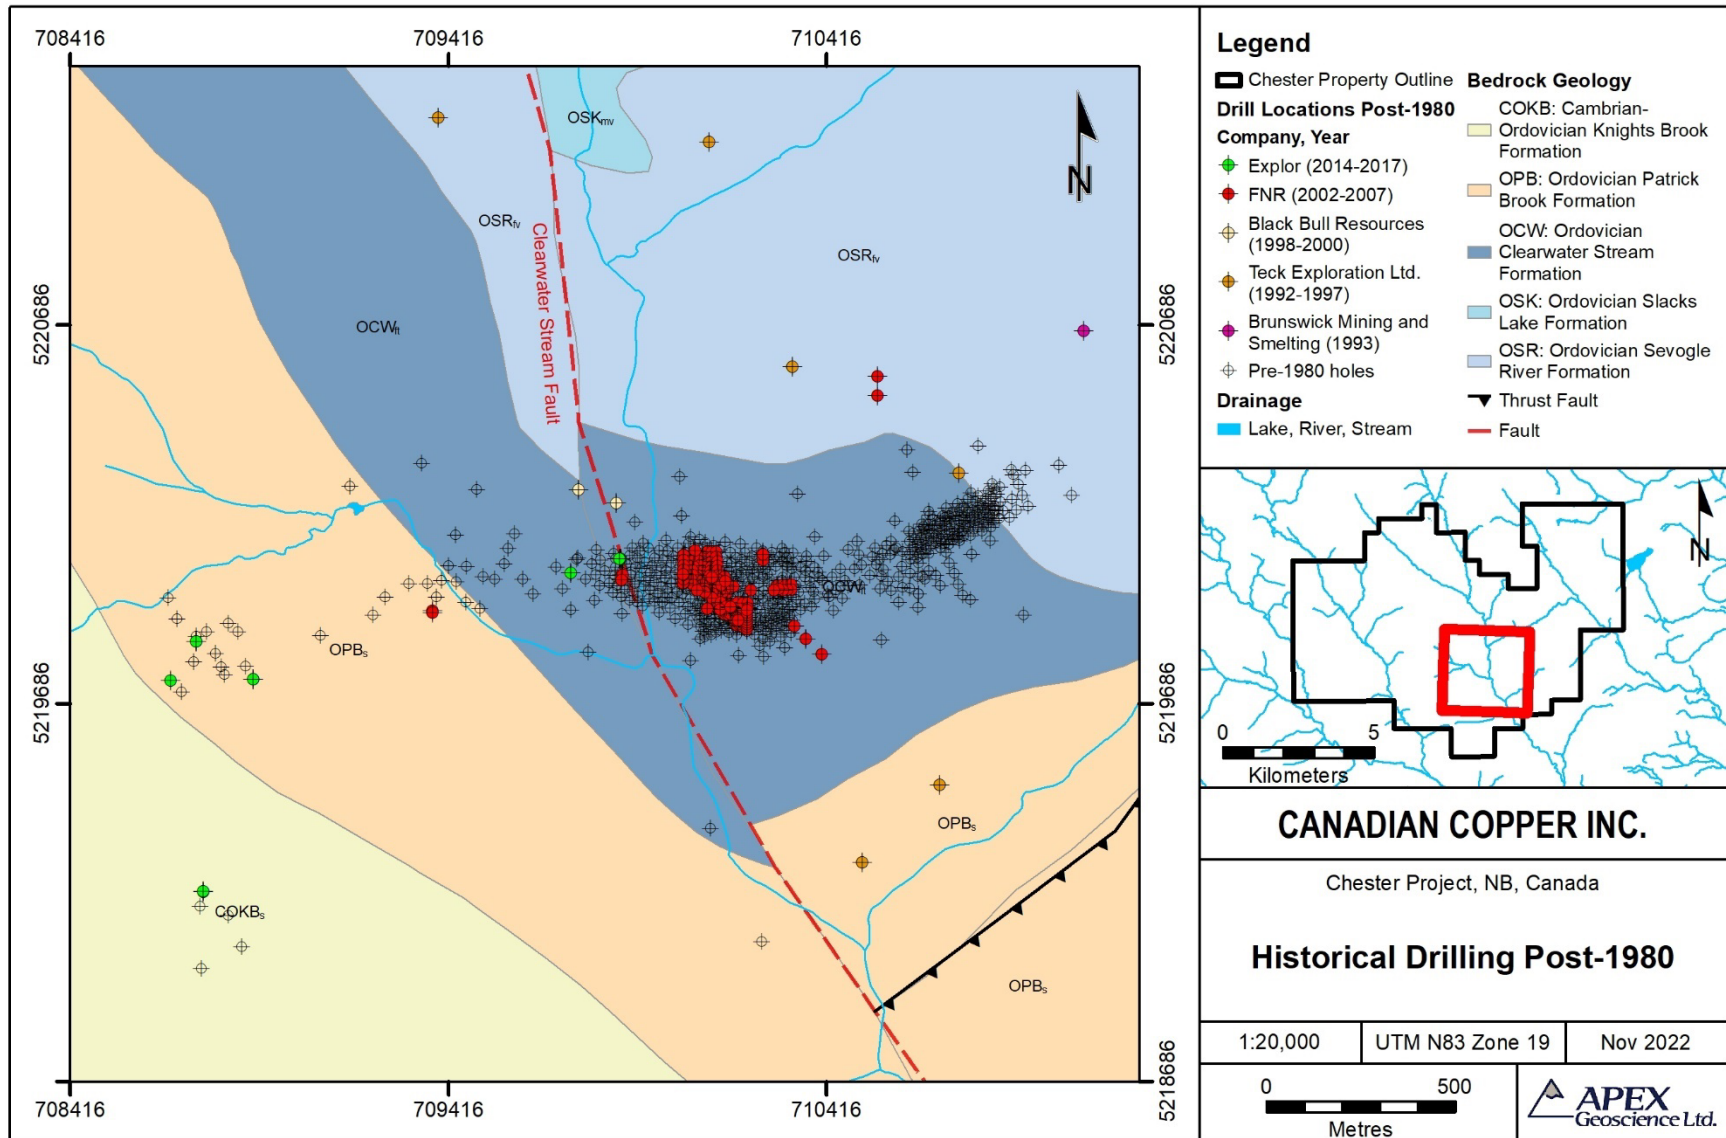 708416
709416
710416
5220686
5219686
5218686
5220686
5219686
5218686
708416
709416
710416
N
OSKmv
OSRfv
OSRfv
OCWft
Clearwater Stream Fault
OCWft
OPBs
OPBs
COKBs
OPBs
Legend
Chester Property Outline
Drill Locations Post-1980
Company, Year
Explor (2014-2017)
FNR (2002-2007)
Black Bull Resources
(1998-2000)
Teck Exploration Ltd.
(1992-1997)
Brunswick Mining and
Smelting (1993)
Pre-1980 holes
Drainage
Lake, River, Stream
Bedrock Geology
COKB: Cambrian-
Ordovician Knights Brook
Formation
OPB: Ordovician Patrick
Brook Formation
OCW: Ordovician
Clearwater Stream
Formation
OSK: Ordovician Slacks
Lake Formation
OSR: Ordovician Sevogle
River Formation
Thrust Fault
Fault
N
0 5
Kilometers
CANADIAN COPPER INC.
Chester Project, NB, Canada
Historical Drilling Post-1980
1:20,000
UTM N83 Zone 19
Nov 2022
0 500
Metres
APEX
Geoscience Ltd.